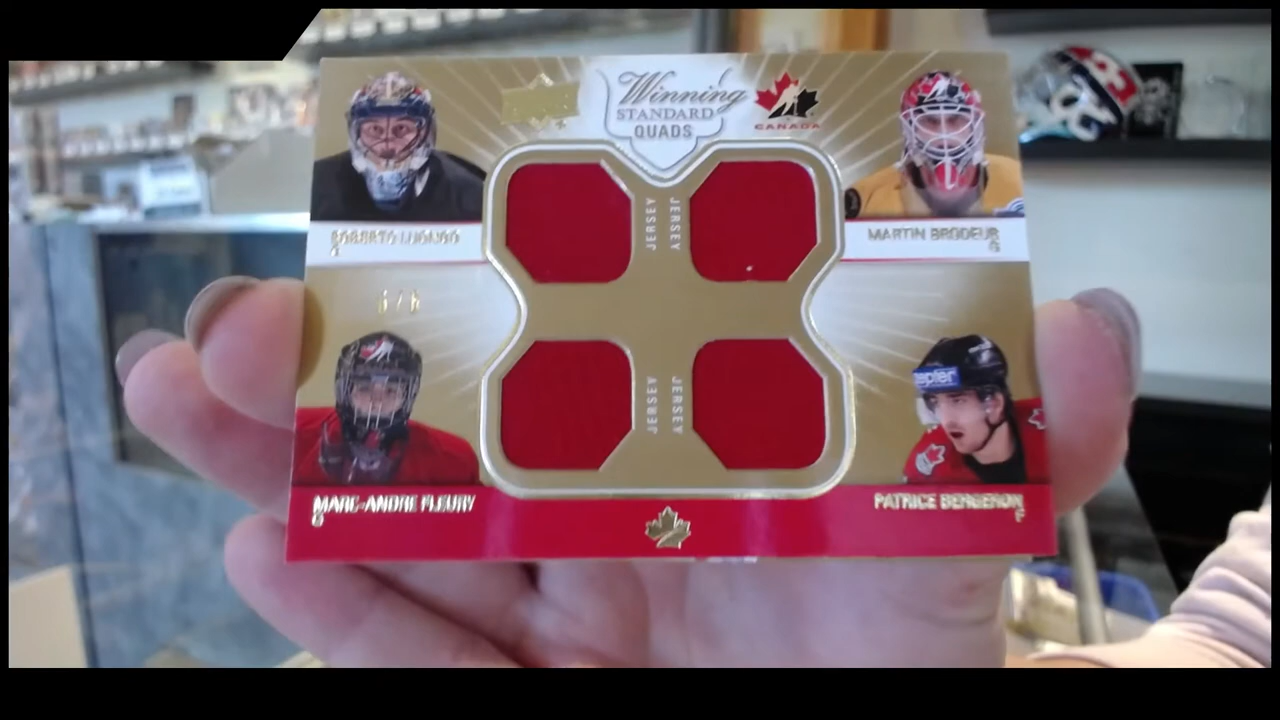 Winning
STANDARD
QUADS
CANADA
ROBERTO LUONGO
G
MARTIN BRODEUR
G
JERSEY
JERSEY
JERSEY
JERSEY
MARC-ANDRE FLEURY
G
PATRICE BERGERON
F